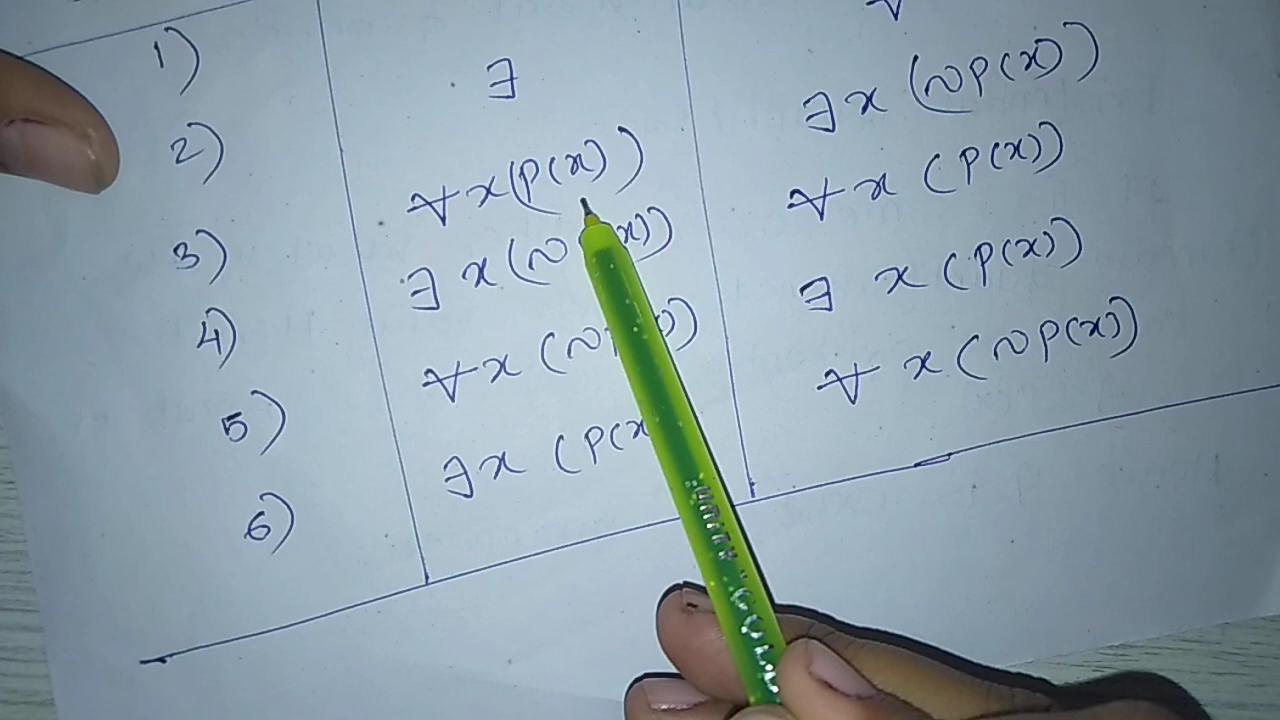 1) ∀
2) ∃ ∃ x (~P(x))
3) ∀ x (P(x)) ∀ x (P(x))
4) ∃ x (~ x)) ∃ x (P(x))
5) ∀ x (~P )) ∀ x (~P(x))
6) ∃ x (P(x